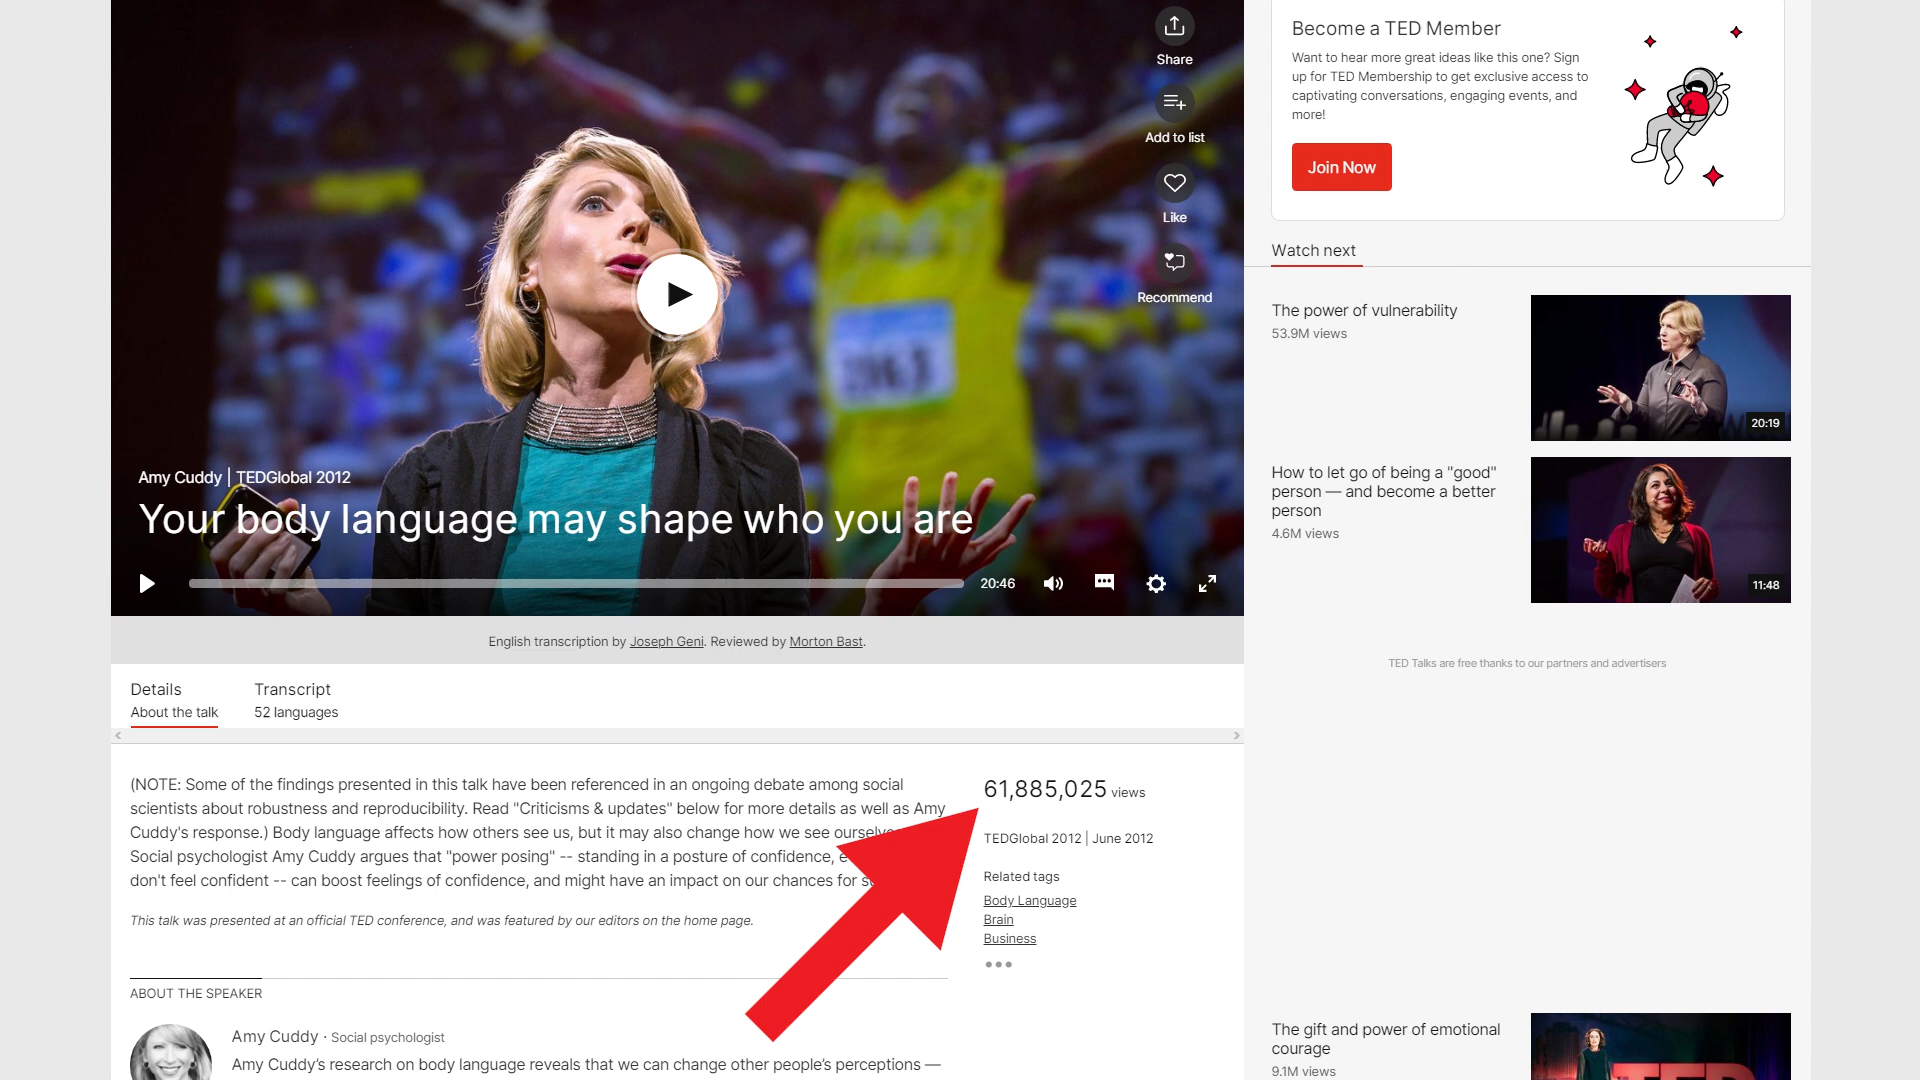 Share
Add to list
Like
Recommend
363
Amy Cuddy | TEDGlobal 2012
Your body language may shape who you are
20:46
English transcription by Joseph Geni. Reviewed by Morton Bast.
Details
About the talk
Transcript
52 languages
(NOTE: Some of the findings presented in this talk have been referenced in an ongoing debate among social
scientists about robustness and reproducibility. Read "Criticisms & updates" below for more details as well as Amy
Cuddy's response.) Body language affects how others see us, but it may also change how we see
Social psychologist Amy Cuddy argues that "power posing" -- standing in a posture of confidence,
don't feel confident -- can boost feelings of confidence, and might have an impact on our chances for
This talk was presented at an official TED conference, and was featured by our editors on the home page.
61,885,025 views
TEDGlobal 2012 | June 2012
Related tags
Body Language
Brain
Business
ABOUT THE SPEAKER
Amy Cuddy · Social psychologist
Amy Cuddy’s research on body language reveals that we can change other people’s perceptions —
Become a TED Member
Want to hear more great ideas like this one? Sign
up for TED Membership to get exclusive access to
captivating conversations, engaging events, and
more!
Join Now
Watch next
The power of vulnerability
53.9M views
20:19
How to let go of being a "good"
person — and become a better
person
4.6M views
11:48
TED Talks are free thanks to our partners and advertisers
The gift and power of emotional
courage
9.1M views
TED